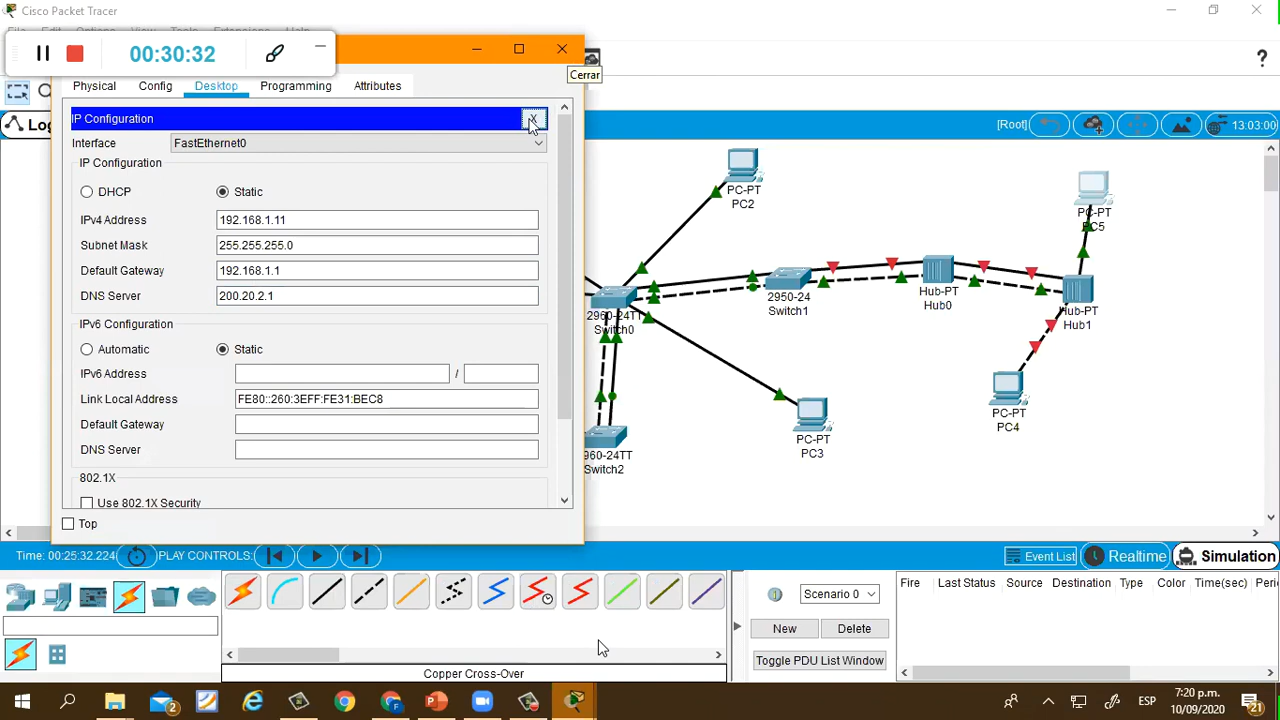 Cisco Packet Tracer
00:30:32
Cerrar
Physical
Config
Desktop
Programming
Attributes
IP Configuration
X
Interface
FastEthernet0
IP Configuration
DHCP
Static
IPv4 Address
192.168.1.11
Subnet Mask
255.255.255.0
Default Gateway
192.168.1.1
DNS Server
200.20.2.1
IPv6 Configuration
Automatic
Static
IPv6 Address
/
Link Local Address
FE80::260:3EFF:FE31:BEC8
Default Gateway
DNS Server
802.1X
Use 802.1X Security
Top
[Root]
13:03:00
PC-PT
PC2
PC-PT
PC5
2960-24TT
Switch0
2950-24
Switch1
Hub-PT
Hub0
Hub-PT
Hub1
PC-PT
PC3
PC-PT
PC4
960-24TT
Switch2
Time: 00:25:32.224
PLAY CONTROLS:
Event List
Realtime
Simulation
Copper Cross-Over
Scenario 0
New
Delete
Toggle PDU List Window
Fire
Last Status
Source
Destination
Type
Color
Time(sec)
Perio
2
ESP
7:20 p.m.
10/09/2020
21